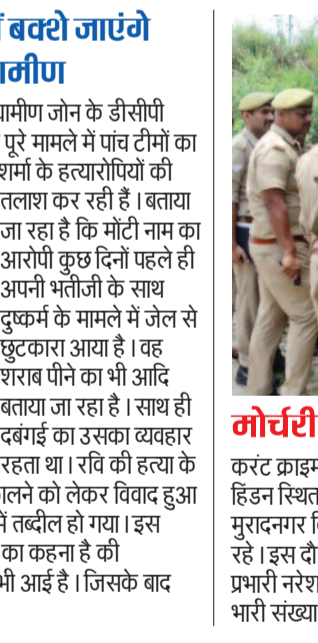 बक्शे जाएंगे
ग्रामीण जोन के डीसीपी
पूरे मामले में पांच टीमों का
शर्मा के हत्यारोपियों की
तलाश कर रही हैं । बताया
जा रहा है कि मोंटी नाम का
आरोपी कुछ दिनों पहले ही
अपनी भतीजी के साथ
दुष्कर्म के मामले में जेल से
छुटकारा आया है । वह
शराब पीने का भी आदि
बताया जा रहा है । साथ ही
दबंगई का उसका व्यवहार
रहता था । रवि की हत्या के
को लेकर विवाद हुआ
में तब्दील हो गया । इस
का कहना है की
भी आई है । जिसके बाद
मोर्चरी
करंट क्राइम
हिंडन स्थित
मुरादनगर
रहे । इस
प्रभारी नरेश
भारी संख्या